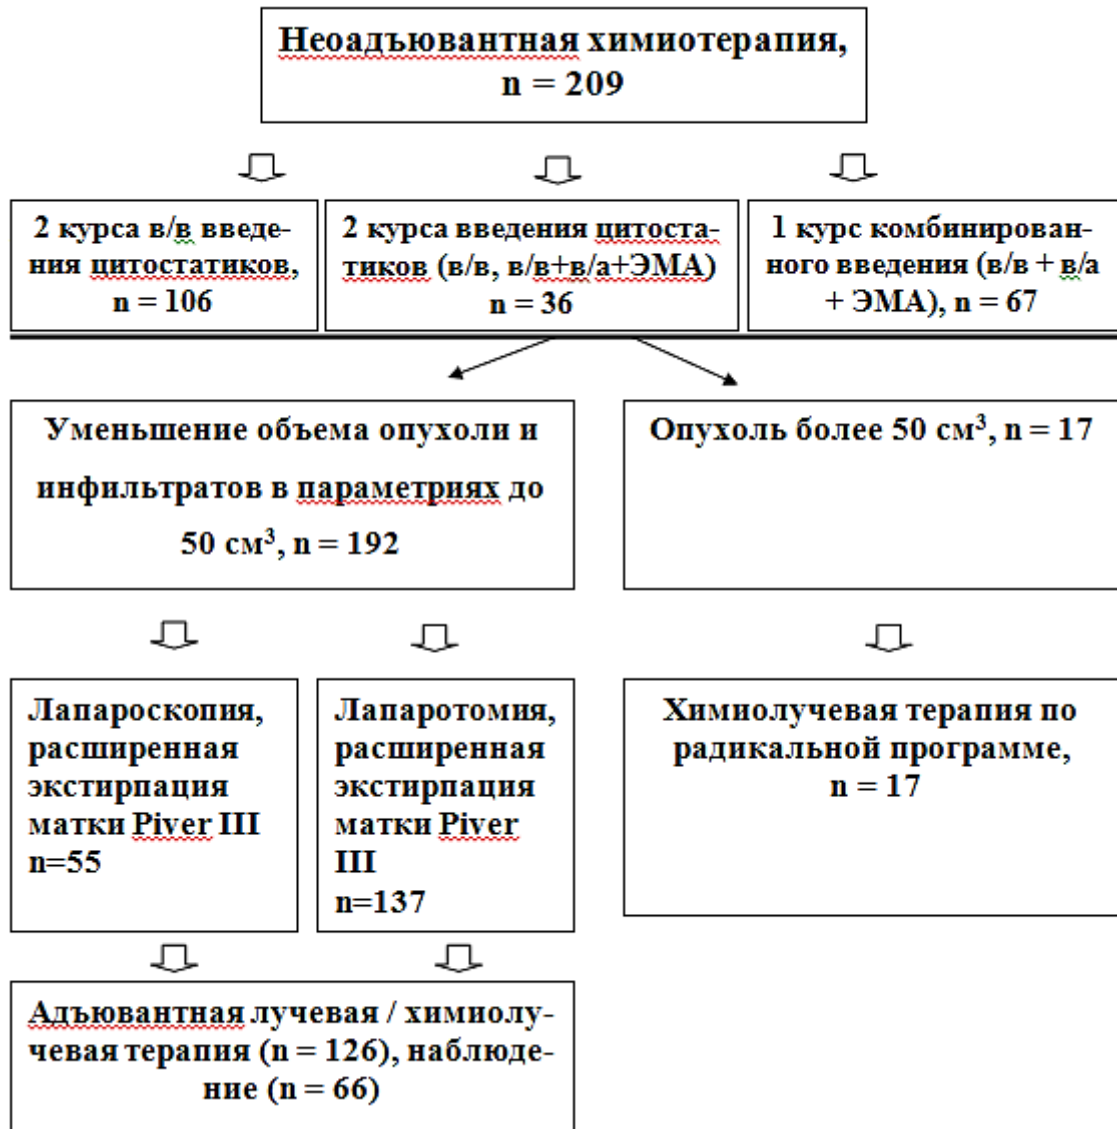 Неоадъювантная химиотерапия,
n = 209
2 курса в/в введе-
ния цитостатиков,
n = 106
2 курса введения цитоста-
тиков (в/в, в/в+в/а+ЭМА)
n = 36
1 курс комбинирован-
ного введения (в/в + в/а
+ ЭМА), n = 67
Уменьшение объема опухоли и
инфильтратов в параметриях до
50 см³, n = 192
Опухоль более 50 см³, n = 17
Лапароскопия,
расширенная
экстирпация
матки Piver III
n=55
Лапаротомия,
расширенная
экстирпация
матки Piver
III
n=137
Химиолучевая терапия по
радикальной программе,
n = 17
Адъювантная лучевая / химиолу-
чевая терапия (n = 126), наблюде-
ние (n = 66)